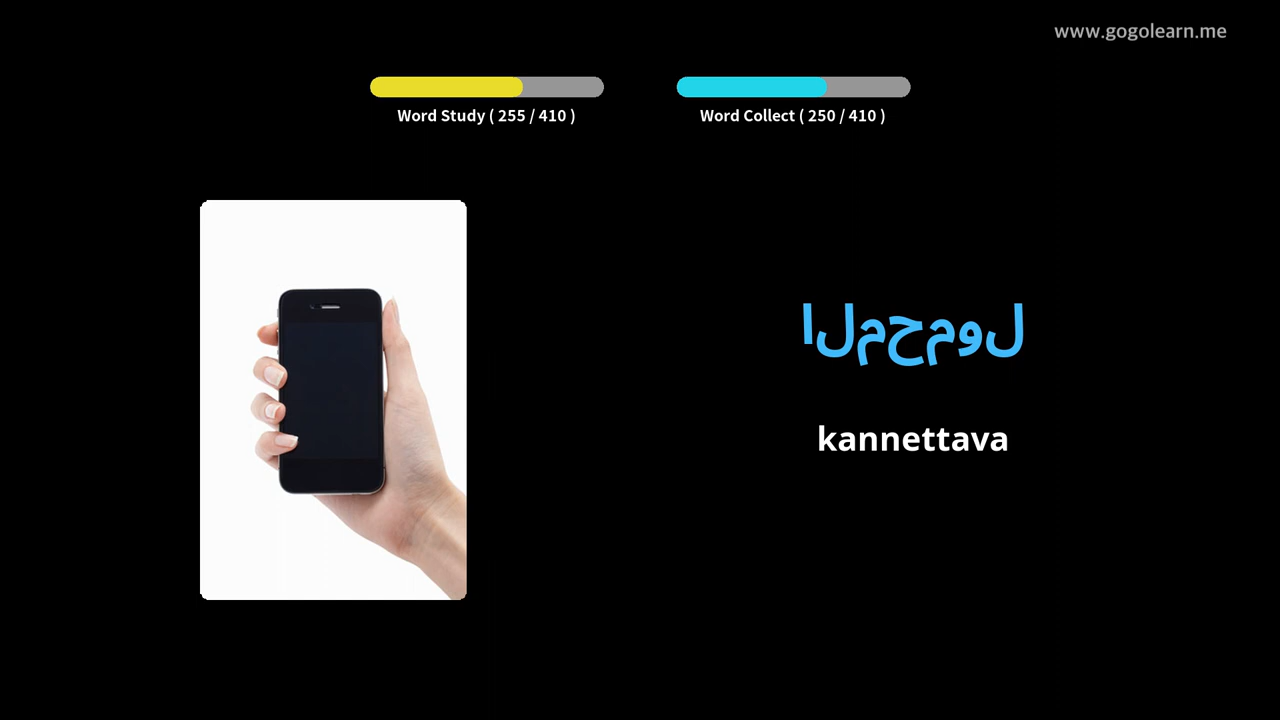 www.gogolearn.me
Word Study ( 255 / 410 )
Word Collect ( 250 / 410 )
المحمول
kannettava